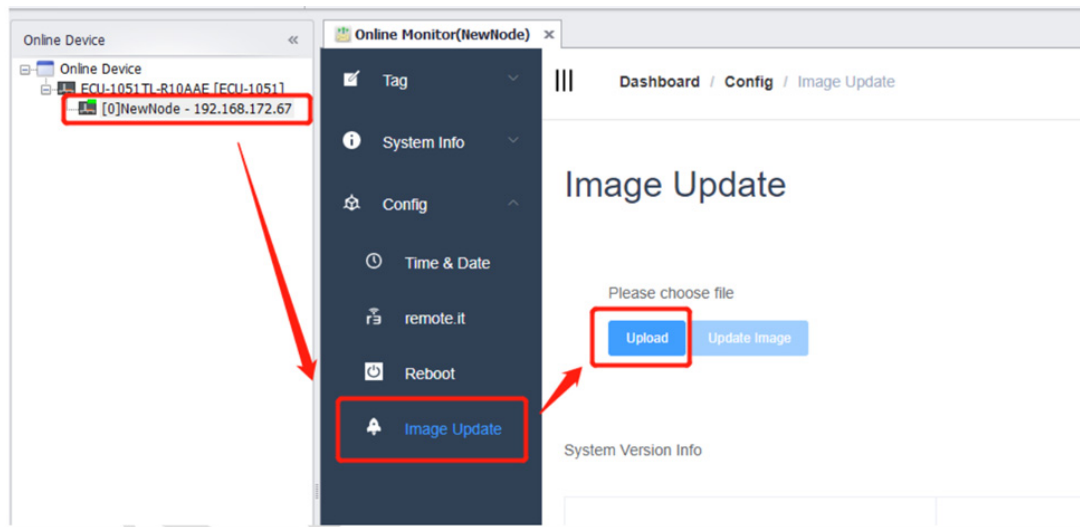 Online Device
«
Online Monitor(NewNode) ×
Online Device
ECU-1051TL-R10AAE [ECU-1051]
[0]NewNode - 192.168.172.67
Tag
System Info
Config
Time & Date
remote.it
Reboot
Image Update
Dashboard / Config / Image Update
Image Update
Please choose file
Upload
Update Image
System Version Info